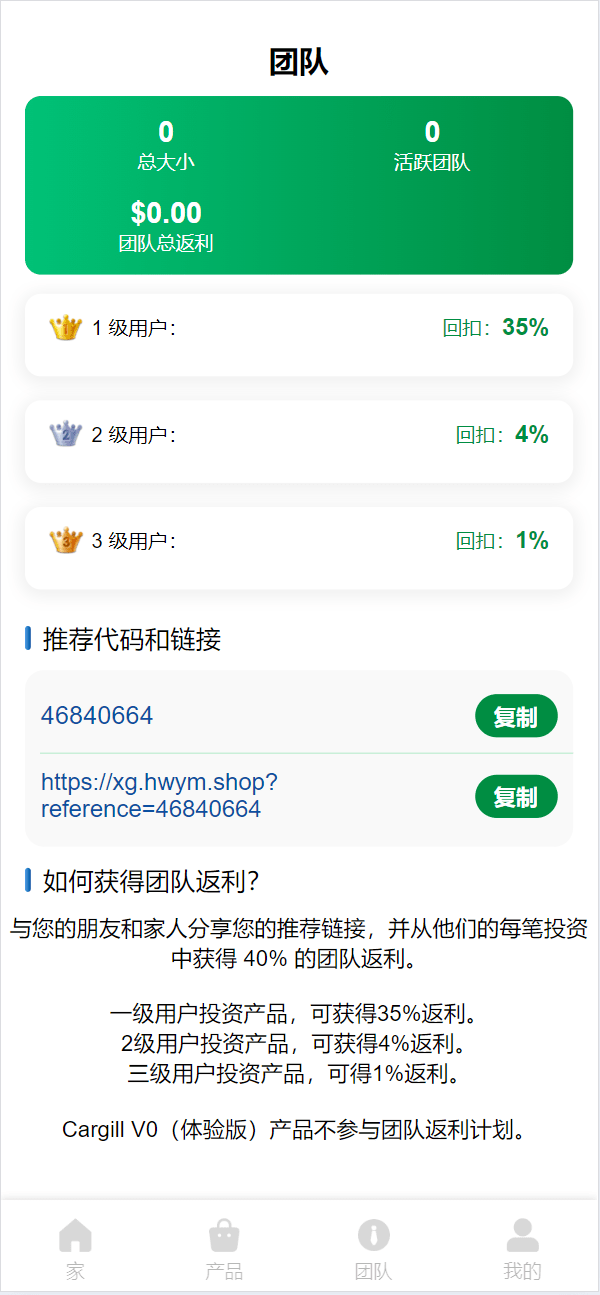 团队
0
总大小
0
活跃团队
$0.00
团队总返利
1
1 级用户：
回扣：35%
2
2 级用户：
回扣：4%
3
3 级用户：
回扣：1%
推荐代码和链接
46840664
复制
https://xg.hwym.shop?
reference=46840664
复制
如何获得团队返利？
与您的朋友和家人分享您的推荐链接，并从他们的每笔投资
中获得 40% 的团队返利。
一级用户投资产品，可获得35%返利。
2级用户投资产品，可获得4%返利。
三级用户投资产品，可得1%返利。
Cargill V0（体验版）产品不参与团队返利计划。
家
产品
团队
我的